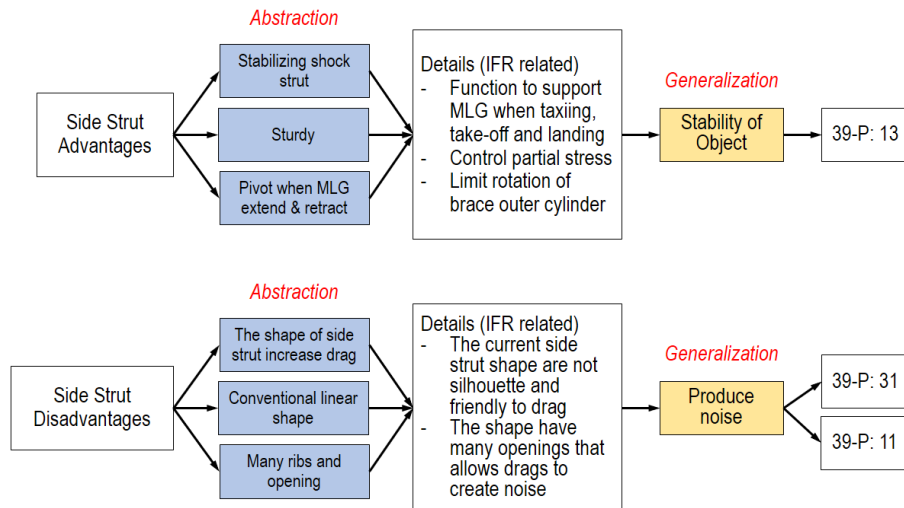 Abstraction
Side Strut
Advantages
Stabilizing shock
strut
Sturdy
Pivot when MLG
extend & retract
Details (IFR related)
- Function to support
MLG when taxiing,
take-off and landing
- Control partial stress
- Limit rotation of
brace outer cylinder
Generalization
Stability of
Object
39-P: 13
Abstraction
Side Strut
Disadvantages
The shape of side
strut increase drag
Conventional linear
shape
Many ribs and
opening
Details (IFR related)
- The current side
strut shape are not
silhouette and
friendly to drag
- The shape have
many openings that
allows drags to
create noise
Generalization
Produce
noise
39-P: 31
39-P: 11